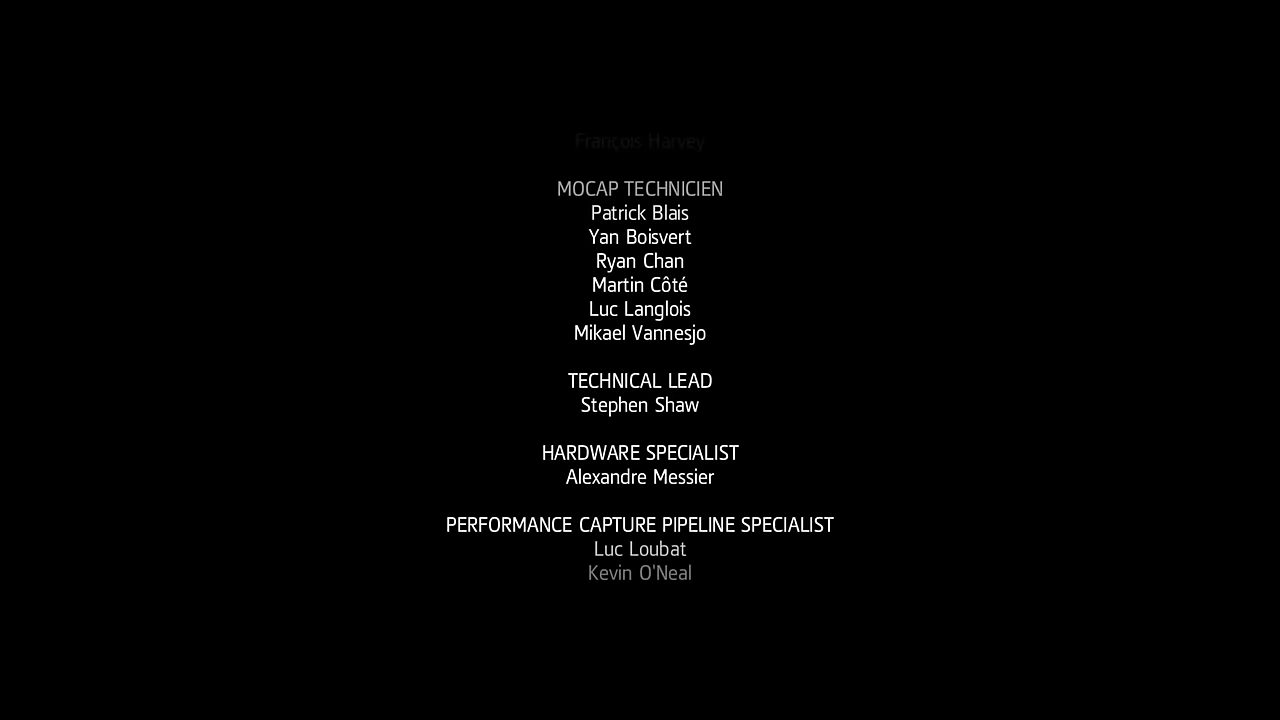 François Harvey
MOCAP TECHNICIEN
Patrick Blais
Yan Boisvert
Ryan Chan
Martin Côté
Luc Langlois
Mikael Vannesjo
TECHNICAL LEAD
Stephen Shaw
HARDWARE SPECIALIST
Alexandre Messier
PERFORMANCE CAPTURE PIPELINE SPECIALIST
Luc Loubat
Kevin O'Neal